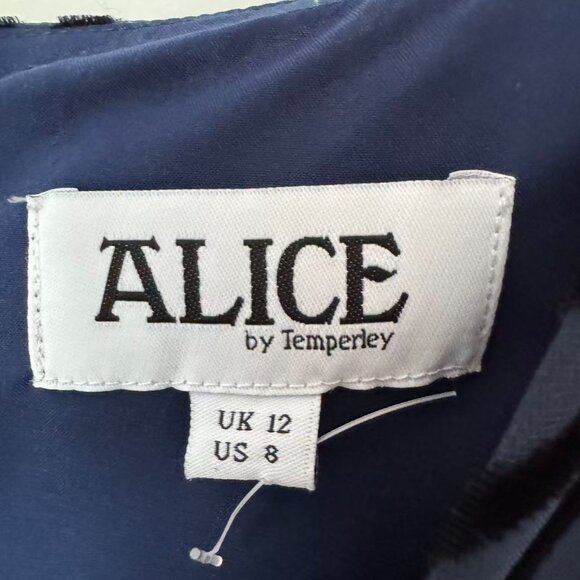 ALICE
by Temperley
UK 12
US 8